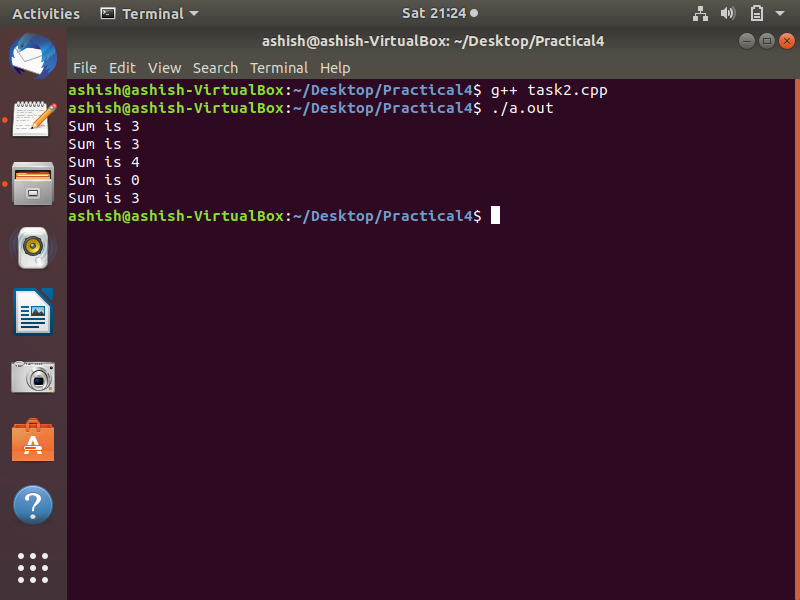 Activities Terminal Sat 21:24
ashish@ashish-VirtualBox: ~/Desktop/Practical4
File Edit View Search Terminal Help
ashish@ashish-VirtualBox:~/Desktop/Practical4$ g++ task2.cpp
ashish@ashish-VirtualBox:~/Desktop/Practical4$ ./a.out
Sum is 3
Sum is 3
Sum is 4
Sum is 0
Sum is 3
ashish@ashish-VirtualBox:~/Desktop/Practical4$